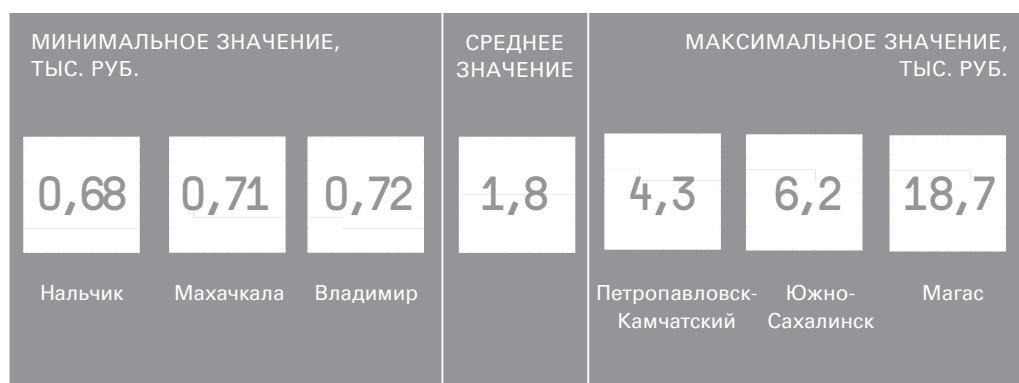 МИНИМАЛЬНОЕ ЗНАЧЕНИЕ,
ТЫС. РУБ.
СРЕДНЕЕ
ЗНАЧЕНИЕ
МАКСИМАЛЬНОЕ ЗНАЧЕНИЕ,
ТЫС. РУБ.
0,68 0,71 0,72 1,8 4,3 6,2 18,7
Нальчик Махачкала Владимир
Петропавловск-
Камчатский
Южно-
Сахалинск
Магас